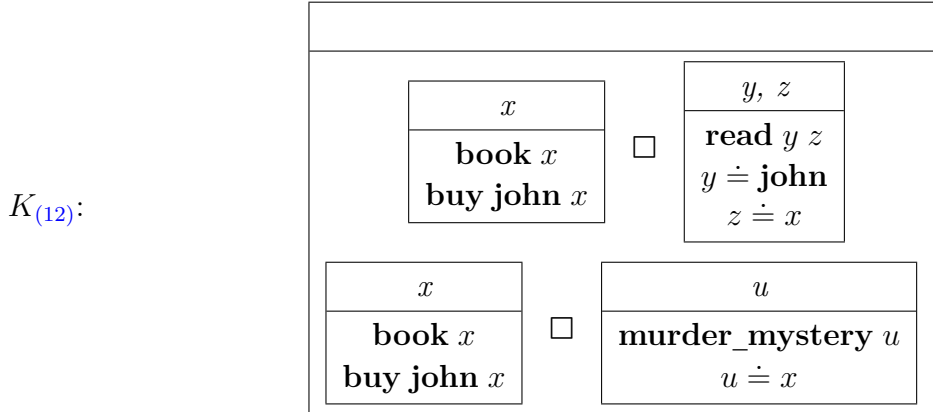 K(12):
x
book x
buy john x
□
y, z
read y z
y ≐ john
z ≐ x
x
book x
buy john x
□
u
murder_mystery u
u ≐ x